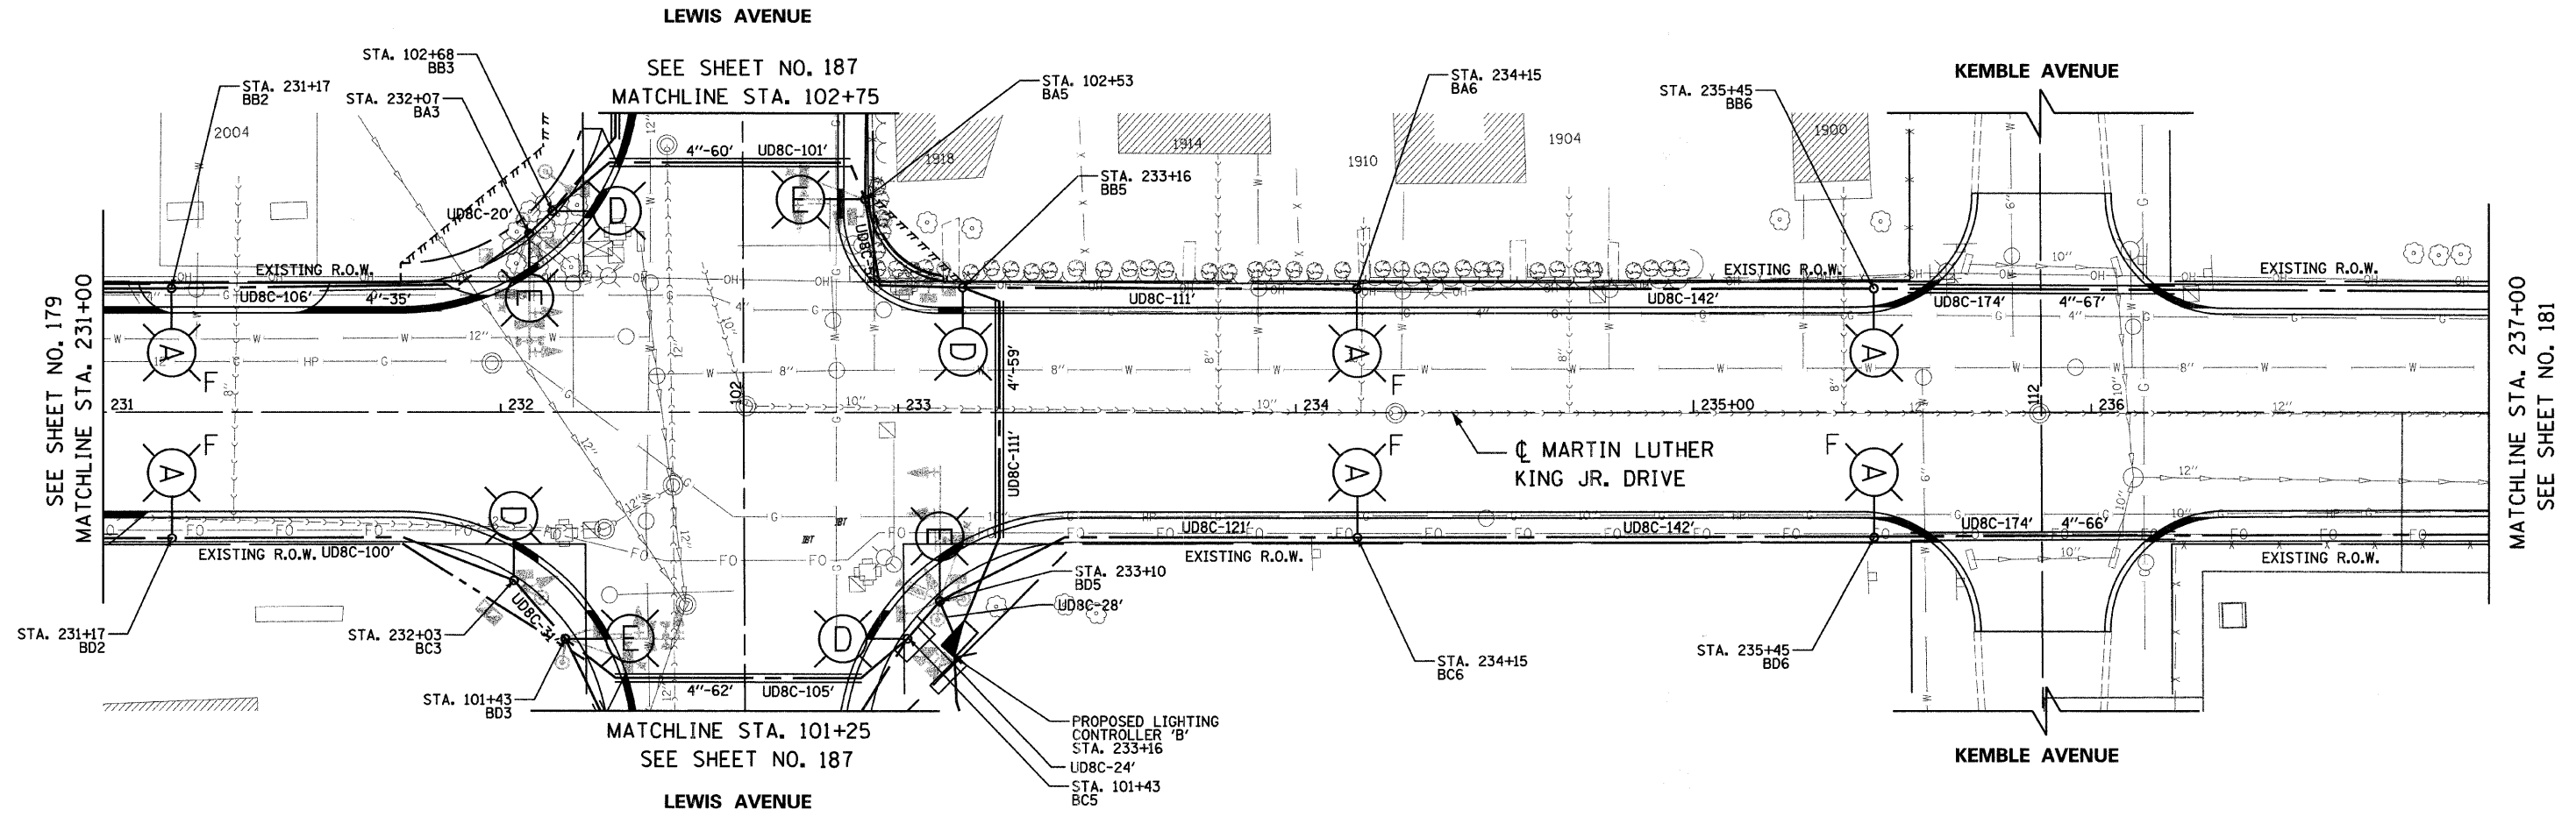 LEWIS AVENUE
SEE SHEET NO. 187
MATCHLINE STA. 102+75
KEMBLE AVENUE
STA. 102+68
BB3
STA. 231+17
BB2
STA. 232+07
BA3
STA. 102+53
BA5
STA. 234+15
BA6
STA. 235+45
BB6
STA. 233+16
BB5
2004
1918
1914
1910
1904
1900
4"-60'
UD8C-101'
UD8C-20'
D
E
EXISTING R.O.W.
UD8C-106'
4"-35'
E
UD8C-111'
UD8C-142'
EXISTING R.O.W.
UD8C-174'
4"-67'
EXISTING R.O.W.
A
F
D
4"-59'
A
F
A
SEE SHEET NO. 179
MATCHLINE STA. 231+00
231
232
102
233
234
235+00
112
236
MATCHLINE STA. 237+00
SEE SHEET NO. 181
℄ MARTIN LUTHER
KING JR. DRIVE
A
F
UD8C-111'
A
F
A
F
D
E
EXISTING R.O.W.
UD8C-100'
UD8C-121'
UD8C-142'
EXISTING R.O.W.
UD8C-174'
4"-66'
EXISTING R.O.W.
STA. 231+17
BD2
STA. 232+03
BC3
UD8C-31'
E
D
STA. 233+10
BD5
UD8C-28'
STA. 234+15
BC6
STA. 235+45
BD6
STA. 101+43
BD3
4"-62'
UD8C-105'
MATCHLINE STA. 101+25
SEE SHEET NO. 187
PROPOSED LIGHTING
CONTROLLER 'B'
STA. 233+16
UD8C-24'
STA. 101+43
BC5
LEWIS AVENUE
KEMBLE AVENUE